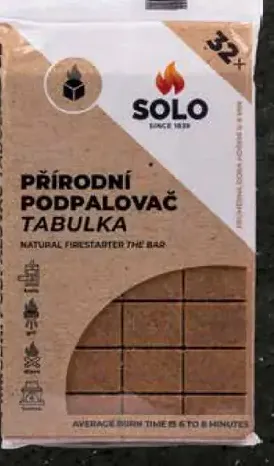 32+
SOLO
SINCE 1839
PŘÍRODNÍ
PODPALOVAČ
TABULKA
NATURAL FIRESTARTER THE BAR
AVERAGE BURN TIME IS 6 TO 8 MINUTES